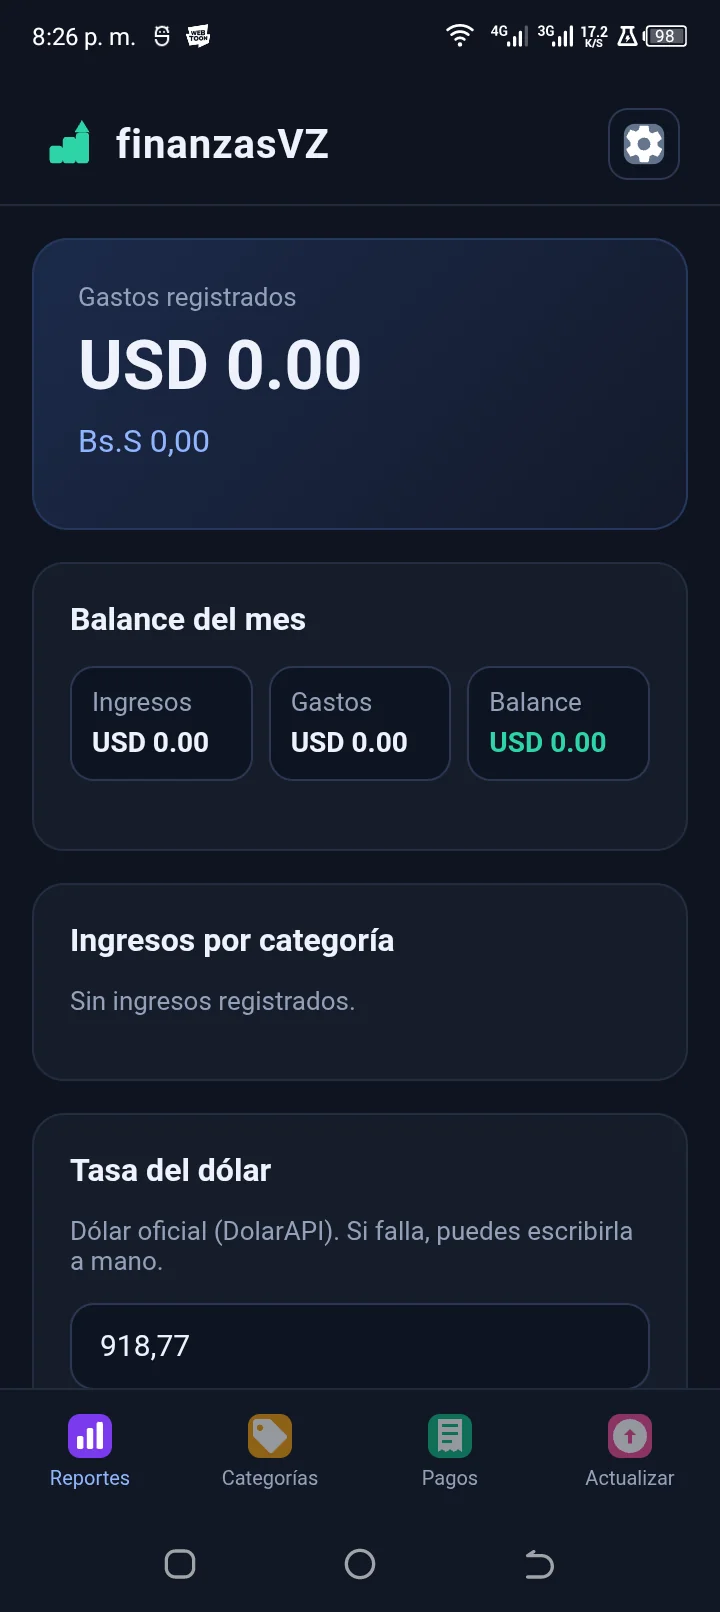 8:26 p. m. WEB TOON 4G 3G 17.2 K/S 98
finanzasVZ
Gastos registrados
USD 0.00
Bs.S 0,00
Balance del mes
Ingresos Gastos Balance
USD 0.00 USD 0.00 USD 0.00
Ingresos por categoría
Sin ingresos registrados.
Tasa del dólar
Dólar oficial (DolarAPI). Si falla, puedes escribirla
a mano.
918,77
Reportes Categorías Pagos Actualizar